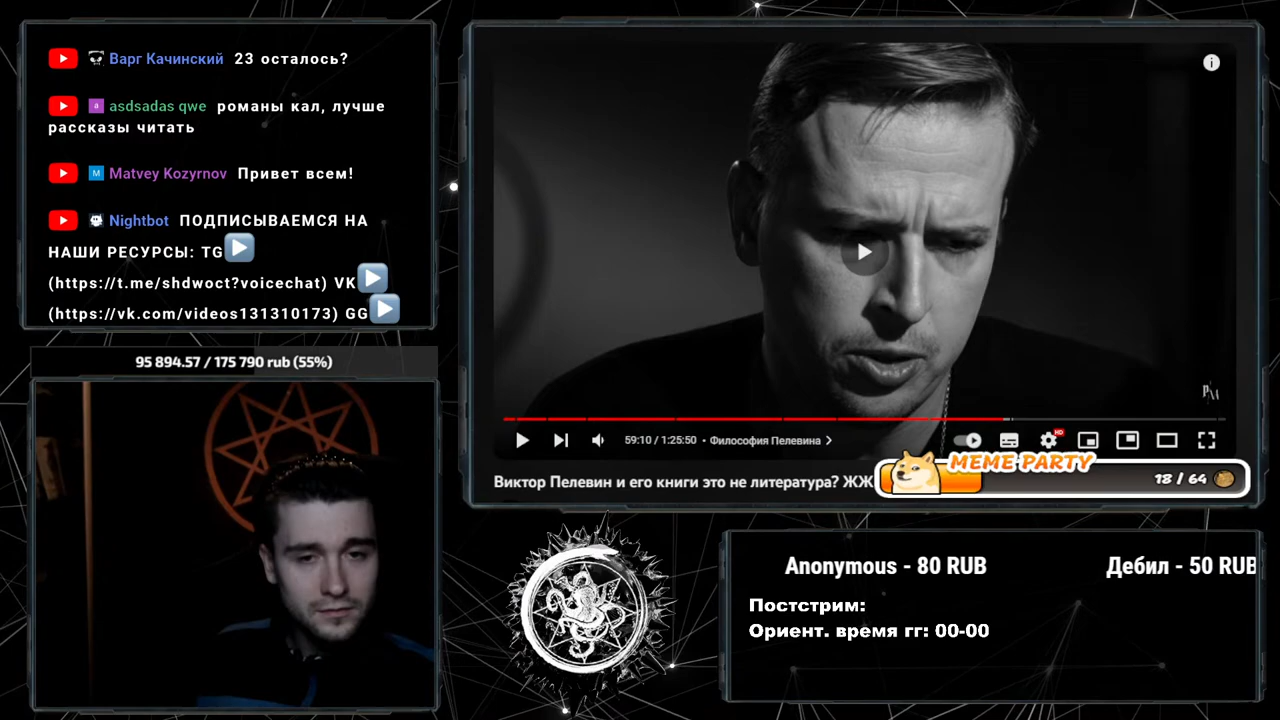 Варг Качинский 23 осталось?
asdsadas qwe романы кал, лучше
рассказы читать
Matvey Kozyrnov Привет всем!
Nightbot ПОДПИСЫВАЕМСЯ НА
НАШИ РЕСУРСЫ: TG
(https://t.me/shdwoct?voicechat) VK
(https://vk.com/videos131310173) GG
95 894.57 / 175 790 rub (55%)
59:10 / 1:25:50 • Философия Пелевина
HD
Виктор Пелевин и его книги это не литература? ЖЖ
MEME PARTY
18 / 64
Anonymous - 80 RUB
Дебил - 50 RUB
Постстрим:
Ориент. время гг: 00-00